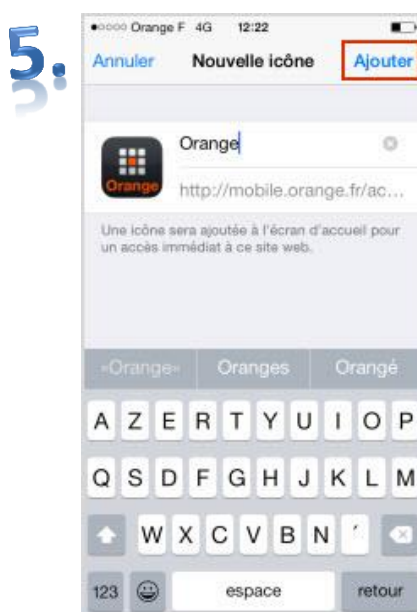 5.
Orange F 4G 12:22
Annuler Nouvelle icône Ajouter
Orange
Orange
http://mobile.orange.fr/ac...
Une icône sera ajoutée à l'écran d'accueil pour
un accès immédiat à ce site web.
«Orange» Oranges Orangé
A Z E R T Y U I O P
Q S D F G H J K L M
W X C V B N ´
123 espace retour